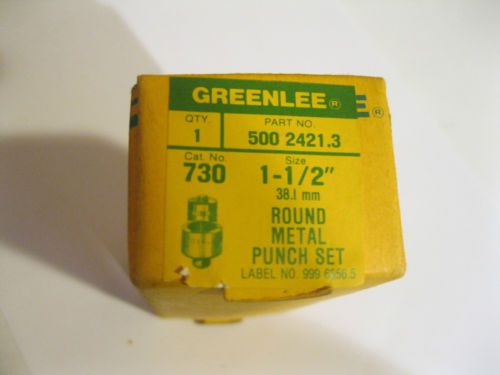 GREENLEE®
QTY. PART NO.
1 500 2421.3
Cat. No. Size
730 1-1/2"
38.1 mm
ROUND
METAL
PUNCH SET
LABEL NO. 999 6566.5
E®